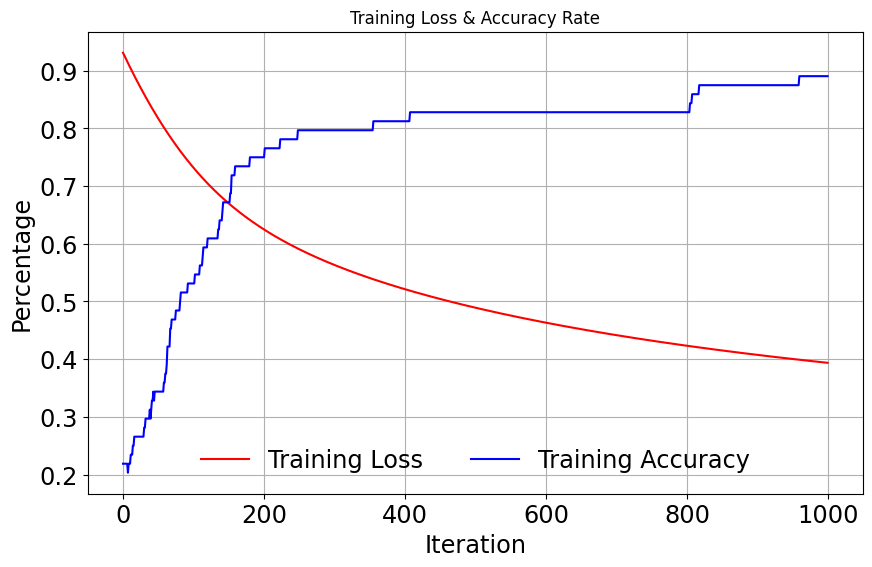 Training Loss & Accuracy Rate
Percentage
0.9
0.8
0.7
0.6
0.5
0.4
0.3
0.2
Training Loss Training Accuracy
0 200 400 600 800 1000
Iteration